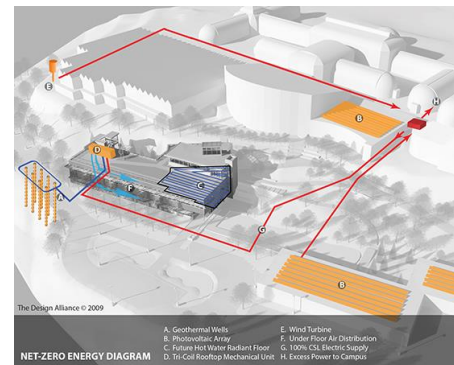 E
B
H
D
F
C
A
G
B
The Design Alliance © 2009
NET-ZERO ENERGY DIAGRAM
A. Geothermal Wells
B. Photovoltaic Array
C. Future Hot Water Radiant Floor
D. Tri-Coil Rooftop Mechanical Unit
E. Wind Turbine
F. Under Floor Air Distribution
G. 100% CSL Electric Supply
H. Excess Power to Campus